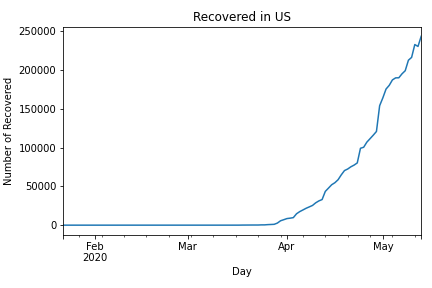 Recovered in US
250000
200000
150000
100000
50000
0
Number of Recovered
Feb
2020
Mar
Apr
May
Day